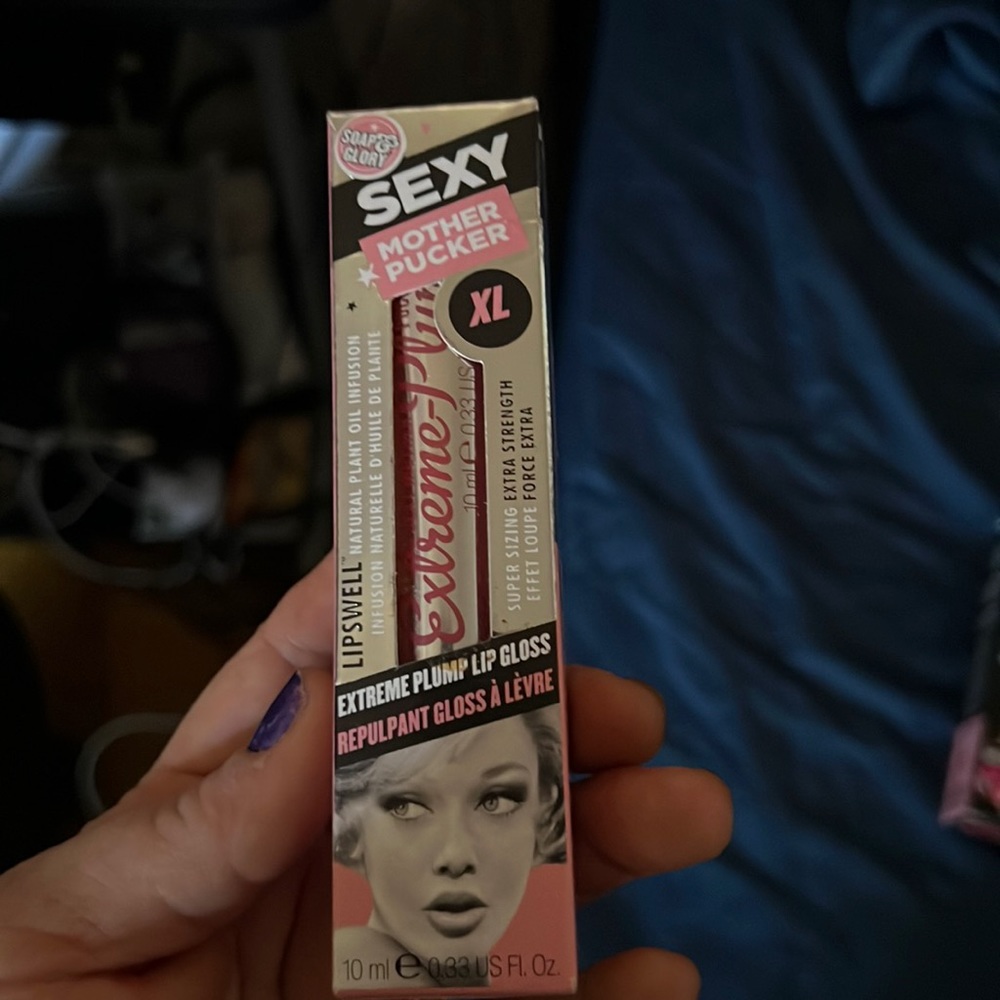 SOAP &
GLORY
SEXY
MOTHER
PUCKER
XL
LIPSWELL™ NATURAL PLANT OIL INFUSION
INFUSION NATURELLE D'HUILE DE PLANTE
Extreme-Plum
10 ml e 0.33 US
SUPER SIZING EXTRA STRENGTH
EFFET LOUPE FORCE EXTRA
EXTREME PLUMP LIP GLOSS
REPULPANT GLOSS À LÈVRE
10 ml e 0.33 US Fl. Oz.